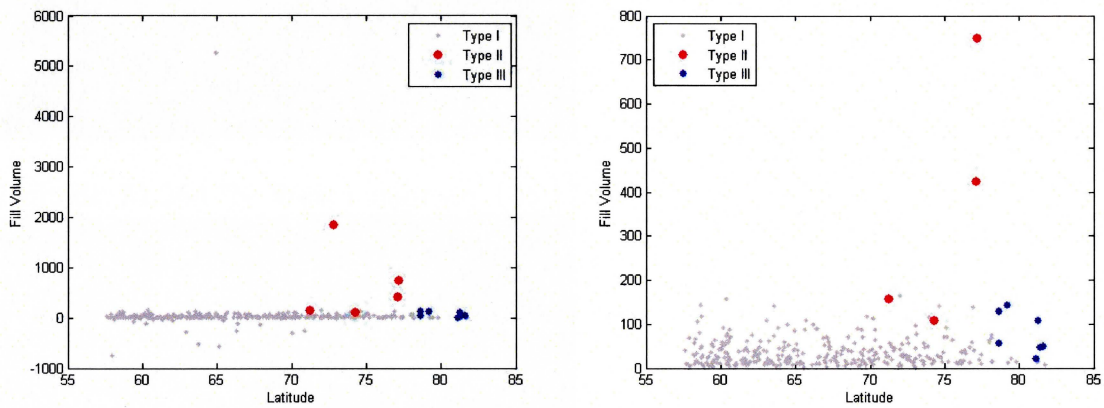 6000
5000
4000
3000
2000
1000
0
-1000
55 60 65 70 75 80 85
Fill Volume
Latitude
Type I
Type II
Type III
800
700
600
500
400
300
200
100
0
55 60 65 70 75 80 85
Fill Volume
Latitude
Type I
Type II
Type III